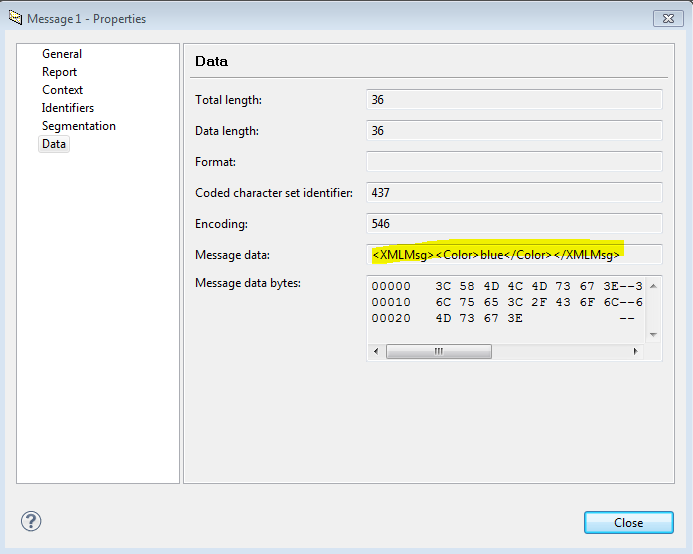 Message 1 - Properties
General
Report
Context
Identifiers
Segmentation
Data
Data
Total length: 36
Data length: 36
Format:
Coded character set identifier: 437
Encoding: 546
Message data: <XMLMsg><Color>blue</Color></XMLMsg>
Message data bytes:
00000 3C 58 4D 4C 4D 73 67 3E--3
00010 6C 75 65 3C 2F 43 6F 6C--6
00020 4D 73 67 3E --
?
Close